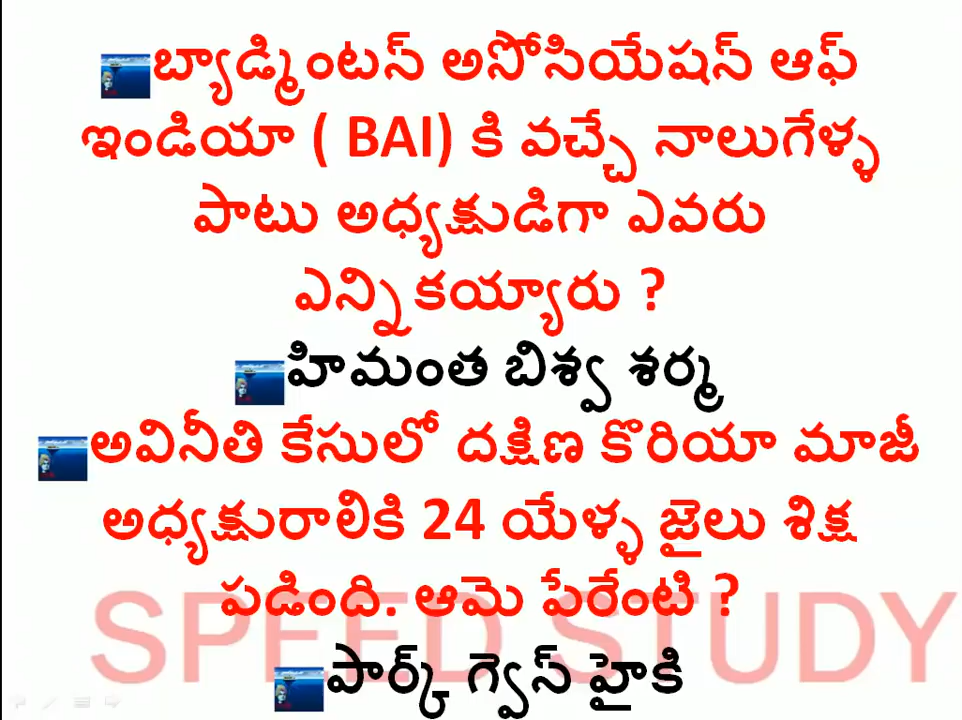 బ్యాడ్మింటన్ అసోసియేషన్ ఆఫ్
ఇండియా ( BAI) కి వచ్చే నాలుగేళ్ళ
పాటు అధ్యక్షుడిగా ఎవరు
ఎన్నికయ్యారు ?
హిమంత బిశ్వ శర్మ
అవినీతి కేసులో దక్షిణ కొరియా మాజీ
అధ్యక్షురాలికి 24 యేళ్ళ జైలు శిక్ష
పడింది. ఆమె పేరేంటి ?
SPEED STUDY
పార్క్ గ్వెస్ హైకి